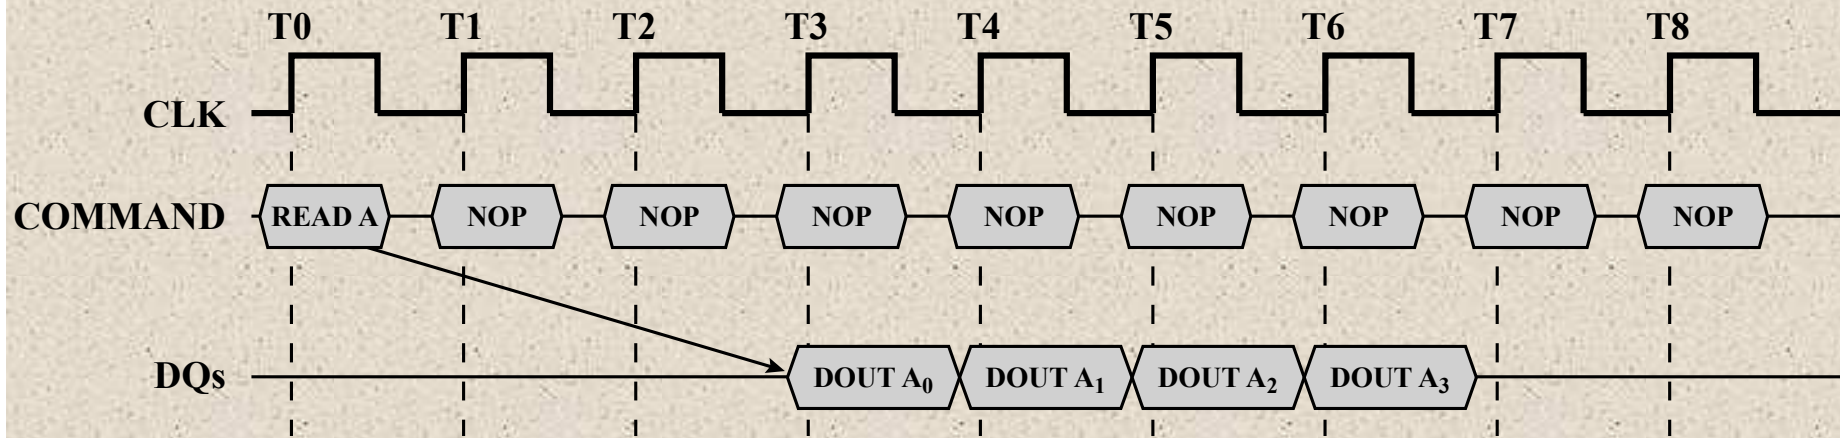 T0 T1 T2 T3 T4 T5 T6 T7 T8
CLK
COMMAND READ A NOP NOP NOP NOP NOP NOP NOP NOP
DQs DOUT A0 DOUT A1 DOUT A2 DOUT A3